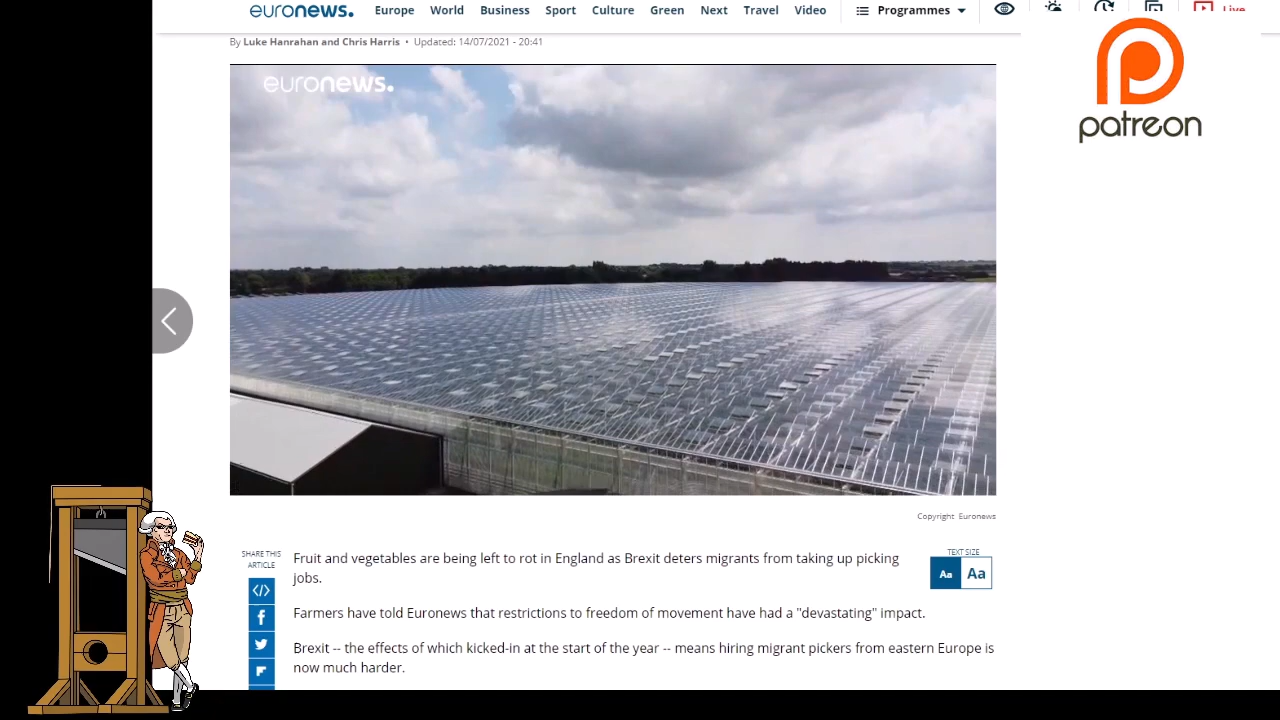 euronews.
Europe World Business Sport Culture Green Next Travel Video Programmes Live
By Luke Hanrahan and Chris Harris • Updated: 14/07/2021 - 20:41
euronews.
patreon
Copyright Euronews
SHARE THIS
ARTICLE
TEXT SIZE
Aa Aa
Fruit and vegetables are being left to rot in England as Brexit deters migrants from taking up picking
jobs.
Farmers have told Euronews that restrictions to freedom of movement have had a "devastating" impact.
Brexit -- the effects of which kicked-in at the start of the year -- means hiring migrant pickers from eastern Europe is
now much harder.